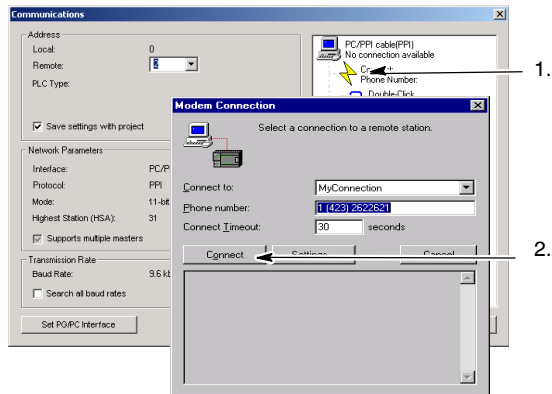 Communications
Address
Local: 0
Remote: 2
PLC Type:
Save settings with project
Network Parameters
Interface: PC/P
Protocol: PPI
Mode: 11-bit
Highest Station (HSA): 31
Supports multiple masters
Transmission Rate
Baud Rate: 9.6 kb
Search all baud rates
Set PG/PC Interface
PC/PPI cable(PPI)
No connection available
1.
Phone Number:
Double-Click
Modem Connection
Select a connection to a remote station.
Connect to: MyConnection
Phone number: 1 (423) 2622621
Connect Timeout: 30 seconds
Connect Settings Cancel
2.